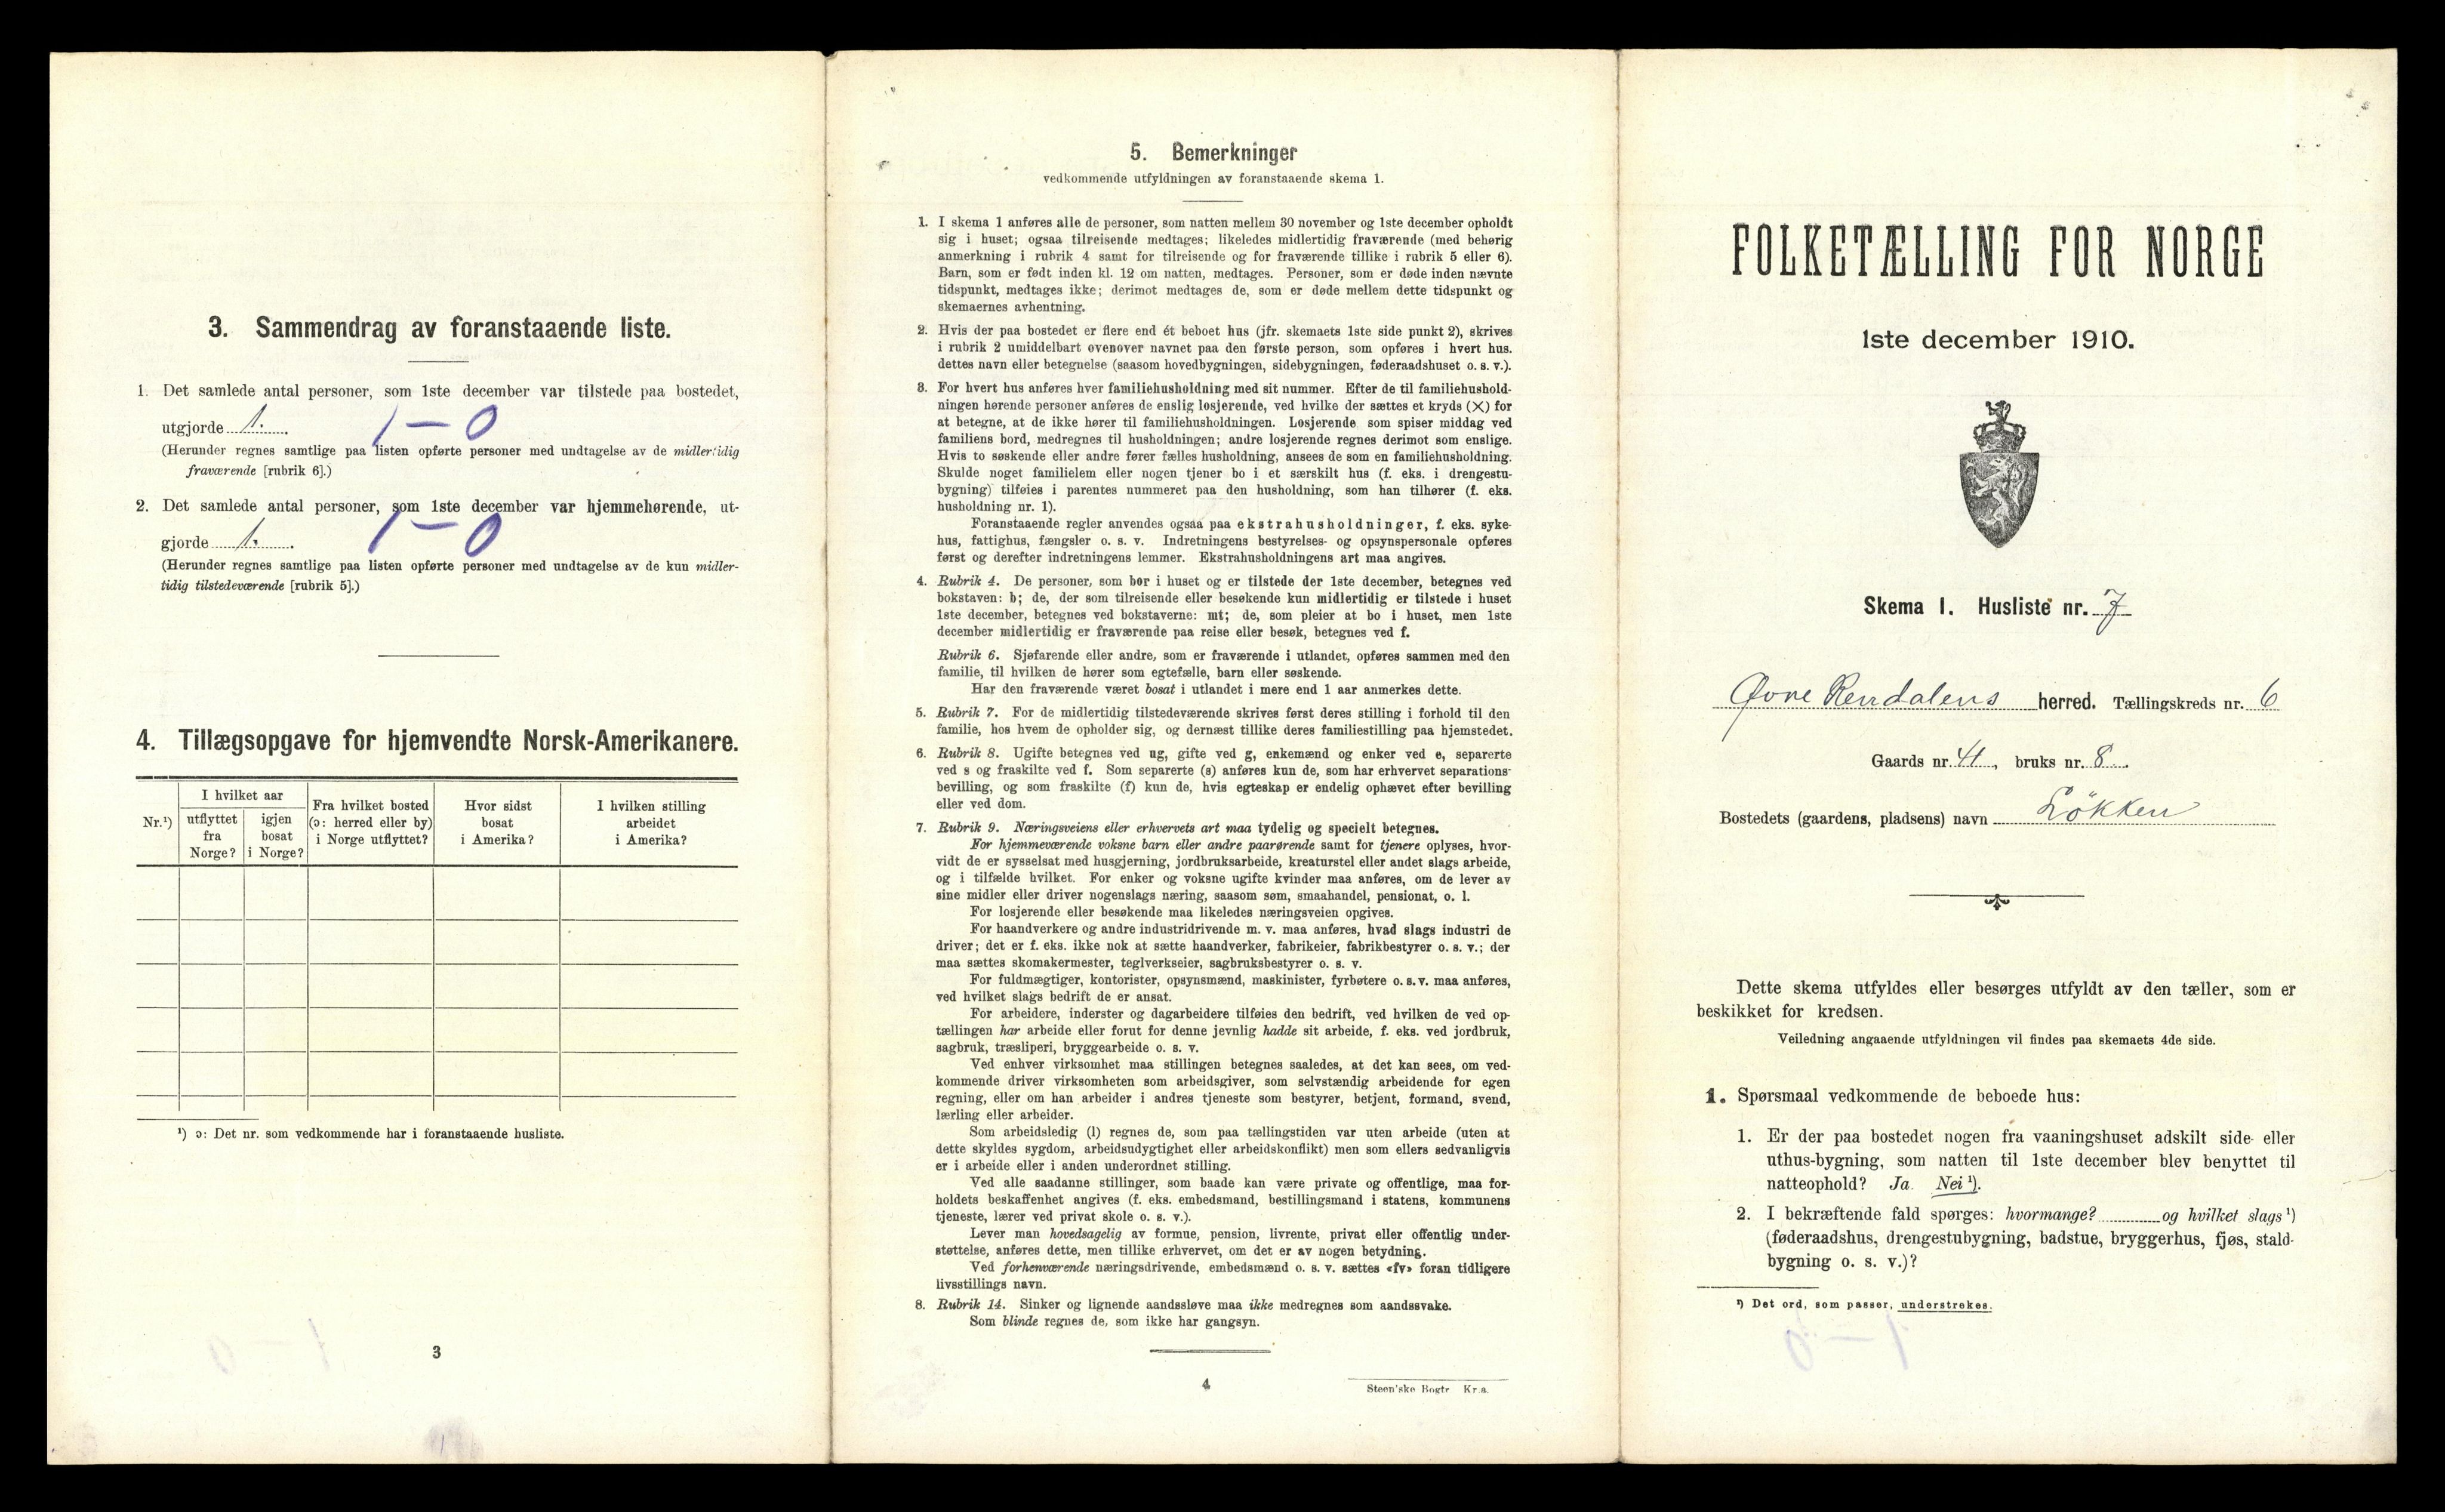 3. Sammendrag av foranstaaende liste.
1. Det samlede antal personer, som 1ste december var tilstede paa bostedet,
utgjorde 1. 1 – 0
(Herunder regnes samtlige paa listen opførte personer med undtagelse av de midlertidig
fraværende [rubrik 6].)
2. Det samlede antal personer, som 1ste december var hjemmehørende, ut-
gjorde 1. 1 – 0
(Herunder regnes samtlige paa listen opførte personer med undtagelse av de kun midler-
tidig tilstedeværende [rubrik 5].)
4. Tillægsopgave for hjemvendte Norsk-Amerikanere.
Nr.¹)
I hvilket aar
utflyttet
fra
Norge?
igjen
bosat
i Norge?
Fra hvilket bosted
(ɔ: herred eller by)
i Norge utflyttet?
Hvor sidst
bosat
i Amerika?
I hvilken stilling
arbeidet
i Amerika?
¹) ɔ: Det nr. som vedkommende har i foranstaaende husliste.
3
5. Bemerkninger
vedkommende utfyldningen av foranstaaende skema 1.
1. I skema 1 anføres alle de personer, som natten mellem 30 november og 1ste december opholdt
sig i huset; ogsaa tilreisende medtages; likeledes midlertidig fraværende (med behørig
anmerkning i rubrik 4 samt for tilreisende og for fraværende tillike i rubrik 5 eller 6).
Barn, som er født inden kl. 12 om natten, medtages. Personer, som er døde inden nævnte
tidspunkt, medtages ikke; derimot medtages de, som er døde mellem dette tidspunkt og
skemaernes avhentning.
2. Hvis der paa bostedet er flere end ét beboet hus (jfr. skemaets 1ste side punkt 2), skrives
i rubrik 2 umiddelbart ovenover navnet paa den første person, som opføres i hvert hus.
dettes navn eller betegnelse (saasom hovedbygningen, sidebygningen, føderaadshuset o. s. v.).
3. For hvert hus anføres hver familiehusholdning med sit nummer. Efter de til familiehushold-
ningen hørende personer anføres de enslig losjerende, ved hvilke der sættes et kryds (×) for
at betegne, at de ikke hører til familiehusholdningen. Losjerende som spiser middag ved
familiens bord, medregnes til husholdningen; andre losjerende regnes derimot som enslige.
Hvis to søskende eller andre fører fælles husholdning, ansees de som en familiehusholdning.
Skulde noget familielem eller nogen tjener bo i et særskilt hus (f. eks. i drengestu-
bygning) tilføies i parentes nummeret paa den husholdning, som han tilhører (f. eks.
husholdning nr. 1).
Foranstaaende regler anvendes ogsaa paa ekstrahusholdninger, f. eks. syke-
hus, fattighus, fængsler o. s. v. Indretningens bestyrelses- og opsynspersonale opføres
først og derefter indretningens lemmer. Ekstrahusholdningens art maa angives.
4. Rubrik 4. De personer, som bor i huset og er tilstede der 1ste december, betegnes ved
bokstaven: b; de, der som tilreisende eller besøkende kun midlertidig er tilstede i huset
1ste december, betegnes ved bokstaverne: mt; de, som pleier at bo i huset, men 1ste
december midlertidig er fraværende paa reise eller besøk, betegnes ved f.
Rubrik 6. Sjøfarende eller andre, som er fraværende i utlandet, opføres sammen med den
familie, til hvilken de hører som egtefælle, barn eller søskende.
Har den fraværende været bosat i utlandet i mere end 1 aar anmerkes dette.
5. Rubrik 7. For de midlertidig tilstedeværende skrives først deres stilling i forhold til den
familie, hos hvem de opholder sig, og dernæst tillike deres familiestilling paa hjemstedet.
6. Rubrik 8. Ugifte betegnes ved ug, gifte ved g, enkemænd og enker ved e, separerte
ved s og fraskilte ved f. Som separerte (s) anføres kun de, som har erhvervet separations-
bevilling, og som fraskilte (f) kun de, hvis egteskap er endelig ophævet efter bevilling
eller ved dom.
7. Rubrik 9. Næringsveiens eller erhvervets art maa tydelig og specielt betegnes.
For hjemmeværende voksne barn eller andre paarørende samt for tjenere oplyses, hvor-
vidt de er sysselsat med husgjerning, jordbruksarbeide, kreaturstel eller andet slags arbeide,
og i tilfælde hvilket. For enker og voksne ugifte kvinder maa anføres, om de lever av
sine midler eller driver nogenslags næring, saasom søm, smaahandel, pensionat, o. l.
For losjerende eller besøkende maa likeledes næringsveien opgives.
For haandverkere og andre industridrivende m. v. maa anføres, hvad slags industri de
driver; det er f. eks. ikke nok at sætte haandverker, fabrikeier, fabrikbestyrer o. s. v.; der
maa sættes skomakermester, teglverkseier, sagbruksbestyrer o. s. v.
For fuldmægtiger, kontorister, opsynsmænd, maskinister, fyrbøtere o. s. v. maa anføres,
ved hvilket slags bedrift de er ansat.
For arbeidere, inderster og dagarbeidere tilføies den bedrift, ved hvilken de ved op-
tællingen har arbeide eller forut for denne jevnlig hadde sit arbeide, f. eks. ved jordbruk,
sagbruk, træsliperi, bryggearbeide o. s. v.
Ved enhver virksomhet maa stillingen betegnes saaledes, at det kan sees, om ved-
kommende driver virksomheten som arbeidsgiver, som selvstændig arbeidende for egen
regning, eller om han arbeider i andres tjeneste som bestyrer, betjent, formand, svend,
lærling eller arbeider.
Som arbeidsledig (l) regnes de, som paa tællingstiden var uten arbeide (uten at
dette skyldes sygdom, arbeidsudygtighet eller arbeidskonflikt) men som ellers sedvanligvis
er i arbeide eller i anden underordnet stilling.
Ved alle saadanne stillinger, som baade kan være private og offentlige, maa for-
holdets beskaffenhet angives (f. eks. embedsmand, bestillingsmand i statens, kommunens
tjeneste, lærer ved privat skole o. s. v.).
Lever man hovedsagelig av formue, pension, livrente, privat eller offentlig under-
støttelse, anføres dette, men tillike erhvervet, om det er av nogen betydning.
Ved forhenværende næringsdrivende, embedsmænd o. s. v. sættes «fv» foran tidligere
livsstillings navn.
8. Rubrik 14. Sinker og lignende aandssløve maa ikke medregnes som aandssvake.
Som blinde regnes de, som ikke har gangsyn.
4
Steen'ske Bogtr Kr.a.
FOLKETÆLLING FOR NORGE
1ste december 1910.
Skema 1. Husliste nr. 7
Øvre Rendalens herred. Tællingskreds nr. 6
Gaards nr. 41, bruks nr. 8.
Bostedets (gaardens, pladsens) navn Løkken
Dette skema utfyldes eller besørges utfyldt av den tæller, som er
beskikket for kredsen.
Veiledning angaaende utfyldningen vil findes paa skemaets 4de side.
1. Spørsmaal vedkommende de beboede hus:
1. Er der paa bostedet nogen fra vaaningshuset adskilt side- eller
uthus-bygning, som natten til 1ste december blev benyttet til
natteophold? Ja. Nei ¹).
2. I bekræftende fald spørges: hvormange? og hvilket slags ¹)
(føderaadshus, drengestubygning, badstue, bryggerhus, fjøs, stald-
bygning o. s. v.)?
¹) Det ord, som passer, understrekes.